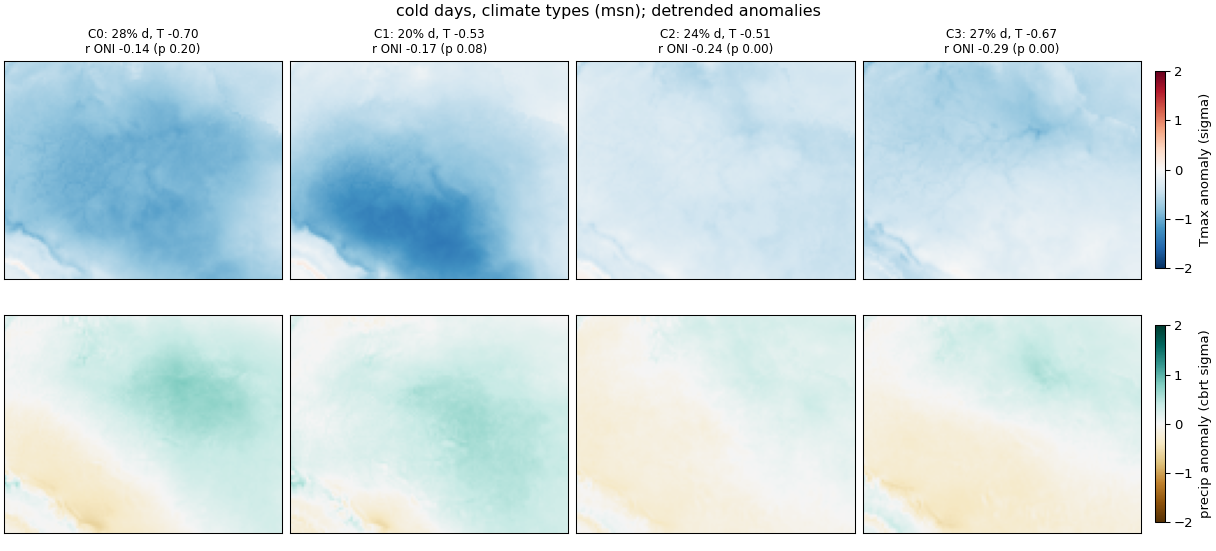 cold days, climate types (msn); detrended anomalies
C0: 28% d, T -0.70
r ONI -0.14 (p 0.20)
C1: 20% d, T -0.53
r ONI -0.17 (p 0.08)
C2: 24% d, T -0.51
r ONI -0.24 (p 0.00)
C3: 27% d, T -0.67
r ONI -0.29 (p 0.00)
2
1
0
−1
−2
Tmax anomaly (sigma)
2
1
0
−1
−2
precip anomaly (cbrt sigma)